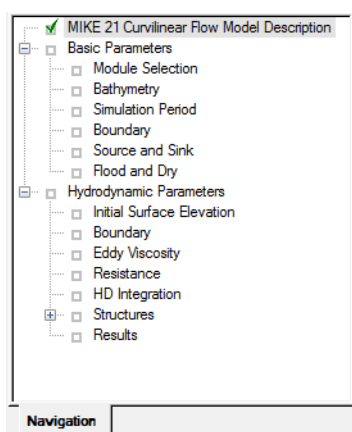 MIKE 21 Curvilinear Flow Model Description
Basic Parameters
Module Selection
Bathymetry
Simulation Period
Boundary
Source and Sink
Flood and Dry
Hydrodynamic Parameters
Initial Surface Elevation
Boundary
Eddy Viscosity
Resistance
HD Integration
Structures
Results
Navigation